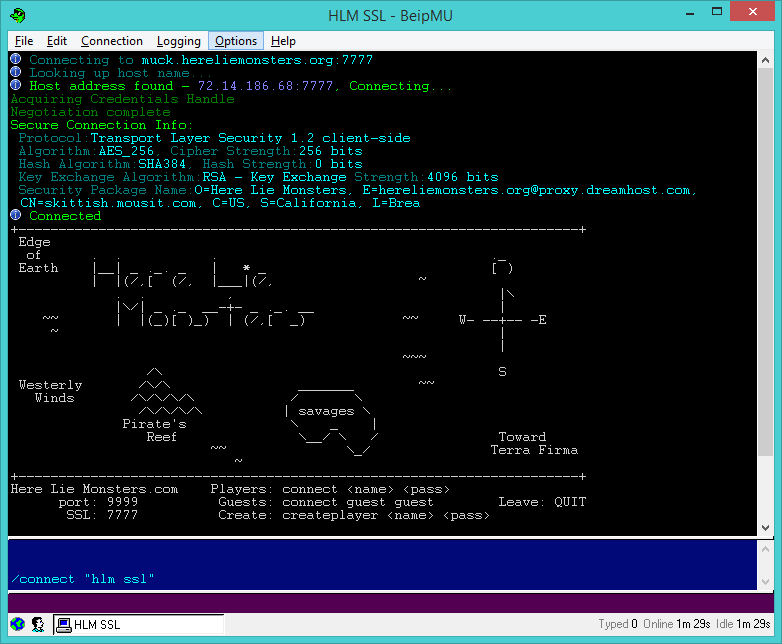 HLM SSL - BeipMU
File Edit Connection Logging Options Help
Connecting to muck.hereliemonsters.org:7777
Looking up host name...
Host address found - 72.14.186.68:7777, Connecting...
Acquiring Credentials Handle
Negotiation complete
Secure Connection Info:
Protocol:Transport Layer Security 1.2 client-side
Algorithm:AES_256, Cipher Strength:256 bits
Hash Algorithm:SHA384, Hash Strength:0 bits
Key Exchange Algorithm:RSA - Key Exchange Strength:4096 bits
Security Package Name:O=Here Lie Monsters, E=hereliemonsters.org@proxy.dreamhost.com,
CN=skittish.mousit.com, C=US, S=California, L=Brea
Connected
Edge
of
Earth
Here Lie
Monsters
W E
S
Westerly
Winds
savages
Pirate's
Reef
Toward
Terra Firma
Here Lie Monsters.com Players: connect <name> <pass>
port: 9999 Guests: connect guest guest Leave: QUIT
SSL: 7777 Create: createplayer <name> <pass>
/connect "hlm ssl"
HLM SSL Typed 0 Online 1m 29s Idle 1m 29s